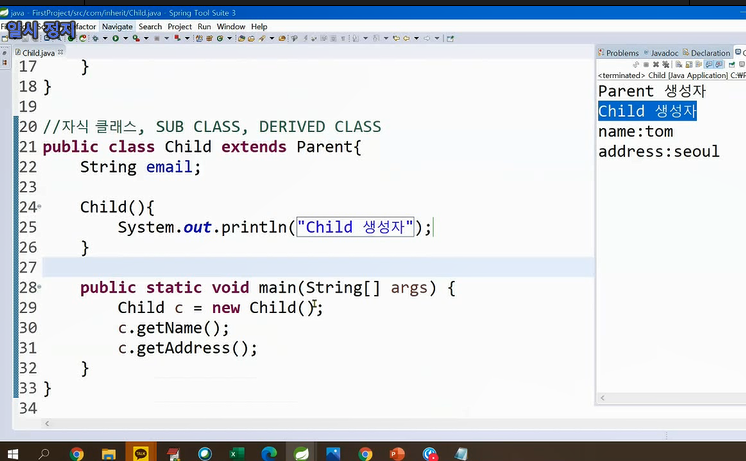 java - FirstProject/src/com/inherit/Child.java - Spring Tool Suite 3
일시 정지
Refactor Navigate Search Project Run Window Help
Child.java
17 }
18 }
19
20 //자식 클래스, SUB CLASS, DERIVED CLASS
21 public class Child extends Parent{
22 String email;
23
24 Child(){
25 System.out.println("Child 생성자");
26 }
27
28 public static void main(String[] args) {
29 Child c = new Child();
30 c.getName();
31 c.getAddress();
32 }
33 }
34
Problems Javadoc Declaration
<terminated> Child [Java Application] C:\
Parent 생성자
Child 생성자
name:tom
address:seoul